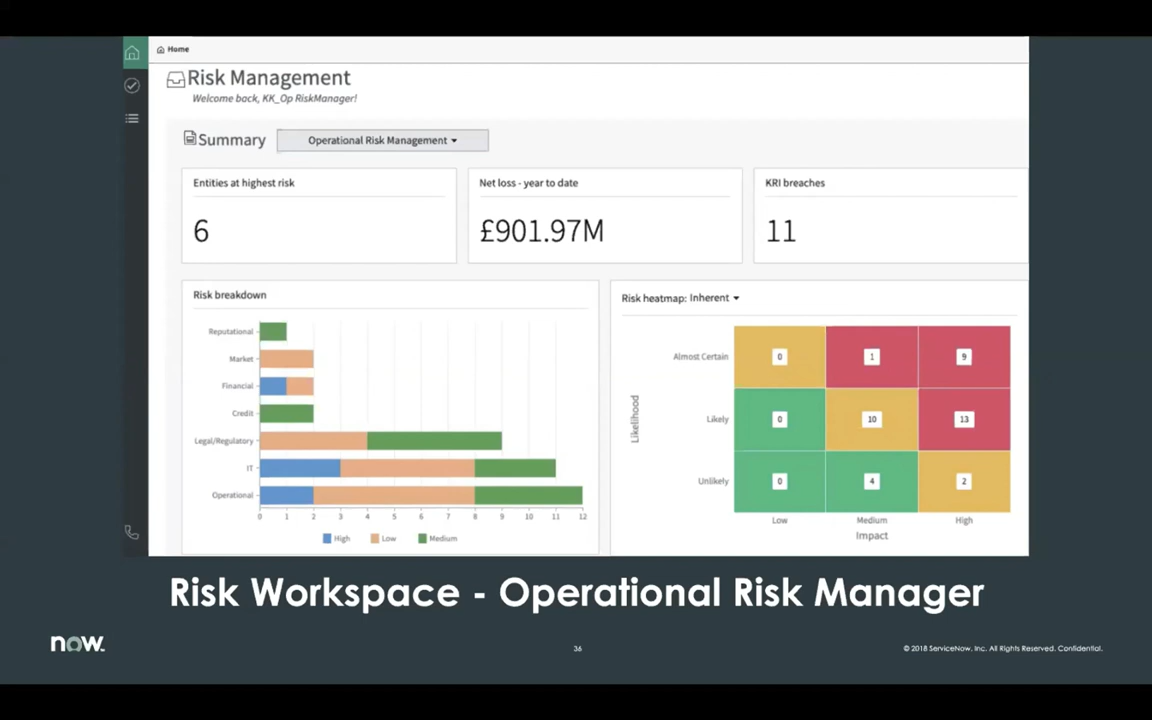 Home
Risk Management
Welcome back, KK_Op RiskManager!
Summary
Operational Risk Management
Entities at highest risk
6
Net loss - year to date
£901.97M
KRI breaches
11
Risk breakdown
Reputational
Market
Financial
Credit
Legal/Regulatory
IT
Operational
0 1 2 3 4 5 6 7 8 9 10 11 12
High Low Medium
Risk heatmap: Inherent
Likelihood
Almost Certain 0 1 9
Likely 0 10 13
Unlikely 0 4 2
Low Medium High
Impact
Risk Workspace - Operational Risk Manager
now.
36
© 2018 ServiceNow, Inc. All Rights Reserved. Confidential.